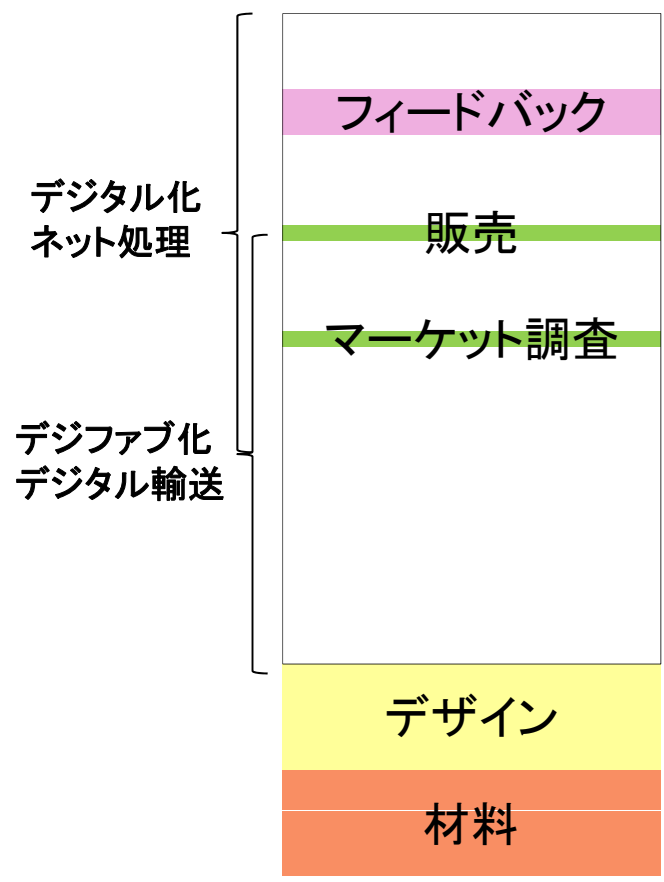 フィードバック
デジタル化
ネット処理
販売
マーケット調査
デジファブ化
デジタル輸送
デザイン
材料